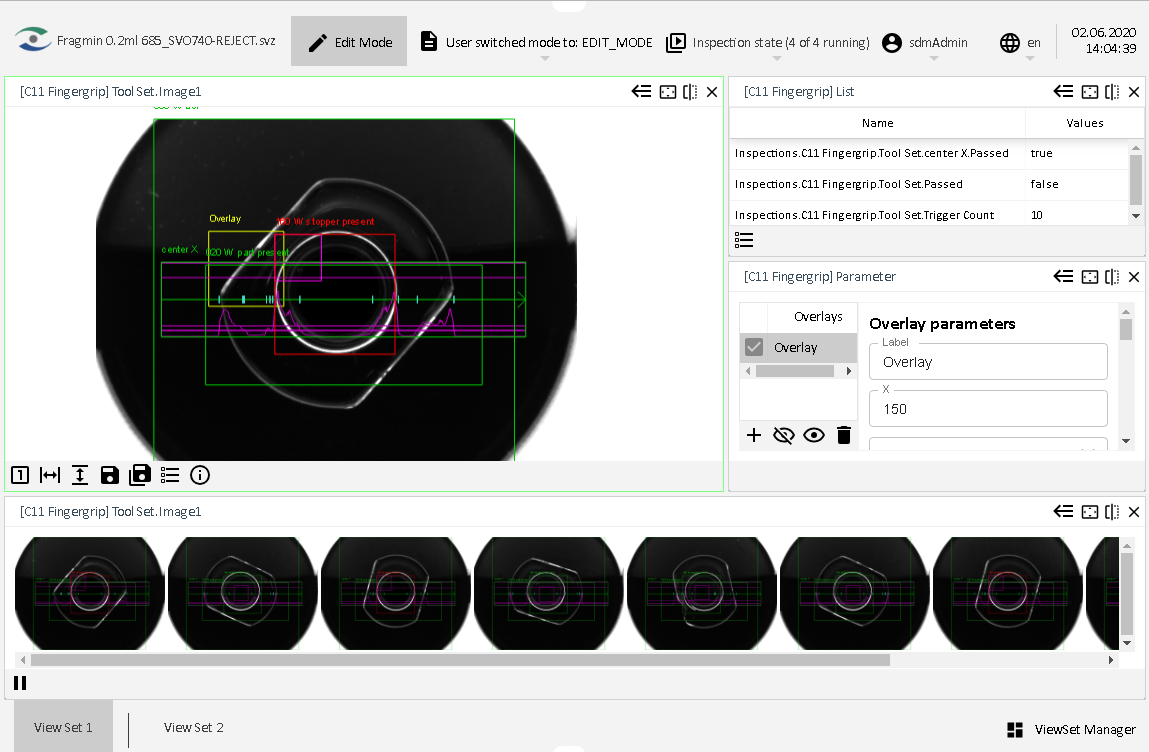 Fragmin 0.2ml 685_SVO740-REJECT.svz
Edit Mode
User switched mode to: EDIT_MODE
Inspection state (4 of 4 running)
sdmAdmin
en
02.06.2020
14:04:39
[C11 Fingergrip] Tool Set.Image1
Overlay
100 W stopper present
center X
020 W part present
1
[C11 Fingergrip] List
Name Values
Inspections.C11 Fingergrip.Tool Set.center X.Passed true
Inspections.C11 Fingergrip.Tool Set.Passed false
Inspections.C11 Fingergrip.Tool Set.Trigger Count 10
[C11 Fingergrip] Parameter
Overlays
Overlay
Overlay parameters
Label
Overlay
X
150
[C11 Fingergrip] Tool Set.Image1
View Set 1
View Set 2
ViewSet Manager